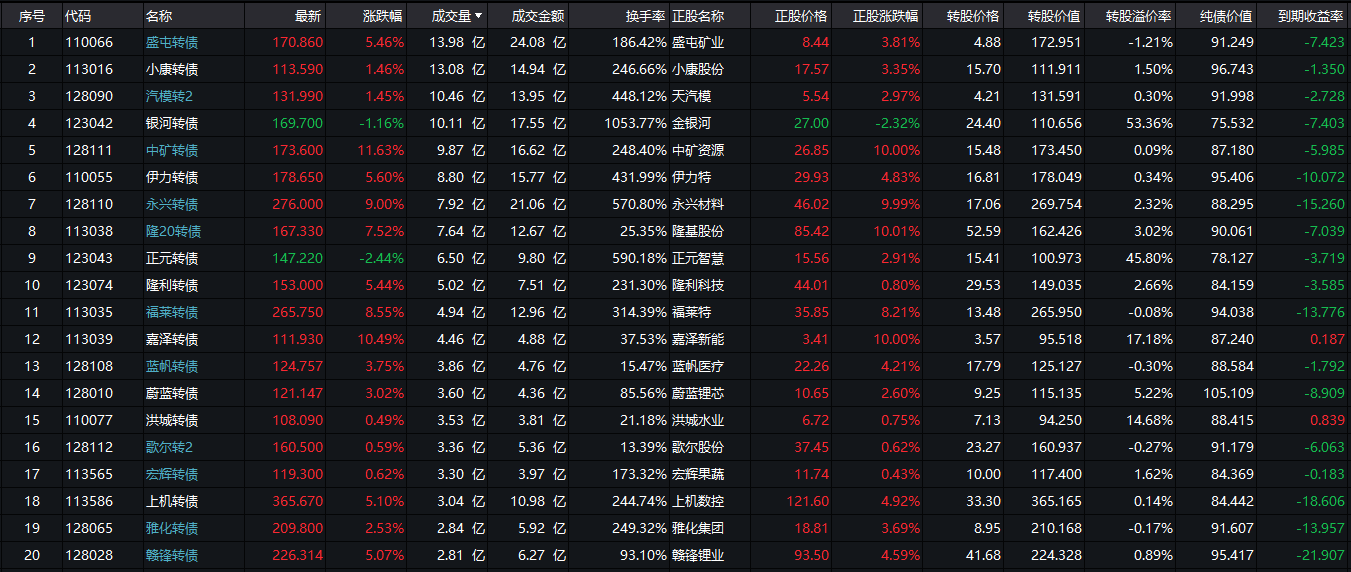 序号 代码 名称 最新 涨跌幅 成交量 成交金额 换手率 正股名称 正股价格 正股涨跌幅 转股价格 转股价值 转股溢价率 纯债价值 到期收益率
1 110066 盛屯转债 170.860 5.46% 13.98 亿 24.08 亿 186.42% 盛屯矿业 8.44 3.81% 4.88 172.951 -1.21% 91.249 -7.423
2 113016 小康转债 113.590 1.46% 13.08 亿 14.94 亿 246.66% 小康股份 17.57 3.35% 15.70 111.911 1.50% 96.743 -1.350
3 128090 汽模转2 131.990 1.45% 10.46 亿 13.95 亿 448.12% 天汽模 5.54 2.97% 4.21 131.591 0.30% 91.998 -2.728
4 123042 银河转债 169.700 -1.16% 10.11 亿 17.55 亿 1053.77% 金银河 27.00 -2.32% 24.40 110.656 53.36% 75.532 -7.403
5 128111 中矿转债 173.600 11.63% 9.87 亿 16.62 亿 248.40% 中矿资源 26.85 10.00% 15.48 173.450 0.09% 87.180 -5.985
6 110055 伊力转债 178.650 5.60% 8.80 亿 15.77 亿 431.99% 伊力特 29.93 4.83% 16.81 178.049 0.34% 95.406 -10.072
7 128110 永兴转债 276.000 9.00% 7.92 亿 21.06 亿 570.80% 永兴材料 46.02 9.99% 17.06 269.754 2.32% 88.295 -15.260
8 113038 隆20转债 167.330 7.52% 7.64 亿 12.67 亿 25.35% 隆基股份 85.42 10.01% 52.59 162.426 3.02% 90.061 -7.039
9 123043 正元转债 147.220 -2.44% 6.50 亿 9.80 亿 590.18% 正元智慧 15.56 2.91% 15.41 100.973 45.80% 78.127 -3.719
10 123074 隆利转债 153.000 5.44% 5.02 亿 7.51 亿 231.30% 隆利科技 44.01 0.80% 29.53 149.035 2.66% 84.159 -3.585
11 113035 福莱转债 265.750 8.55% 4.94 亿 12.96 亿 314.39% 福莱特 35.85 8.21% 13.48 265.950 -0.08% 94.038 -13.776
12 113039 嘉泽转债 111.930 10.49% 4.46 亿 4.88 亿 37.53% 嘉泽新能 3.41 10.00% 3.57 95.518 17.18% 87.240 0.187
13 128108 蓝帆转债 124.757 3.75% 3.86 亿 4.76 亿 15.47% 蓝帆医疗 22.26 4.21% 17.79 125.127 -0.30% 88.584 -1.792
14 128010 蔚蓝转债 121.147 3.02% 3.60 亿 4.36 亿 85.56% 蔚蓝锂芯 10.65 2.60% 9.25 115.135 5.22% 105.109 -8.909
15 110077 洪城转债 108.090 0.49% 3.53 亿 3.81 亿 21.18% 洪城水业 6.72 0.75% 7.13 94.250 14.68% 88.415 0.839
16 128112 歌尔转2 160.500 0.59% 3.36 亿 5.36 亿 13.39% 歌尔股份 37.45 0.62% 23.27 160.937 -0.27% 91.179 -6.063
17 113565 宏辉转债 119.300 0.62% 3.30 亿 3.97 亿 173.32% 宏辉果蔬 11.74 0.43% 10.00 117.400 1.62% 84.369 -0.183
18 113586 上机转债 365.670 5.10% 3.04 亿 10.98 亿 244.74% 上机数控 121.60 4.92% 33.30 365.165 0.14% 84.442 -18.606
19 128065 雅化转债 209.800 2.53% 2.84 亿 5.92 亿 249.32% 雅化集团 18.81 3.69% 8.95 210.168 -0.17% 91.607 -13.957
20 128028 赣锋转债 226.314 5.07% 2.81 亿 6.27 亿 93.10% 赣锋锂业 93.50 4.59% 41.68 224.328 0.89% 95.417 -21.907